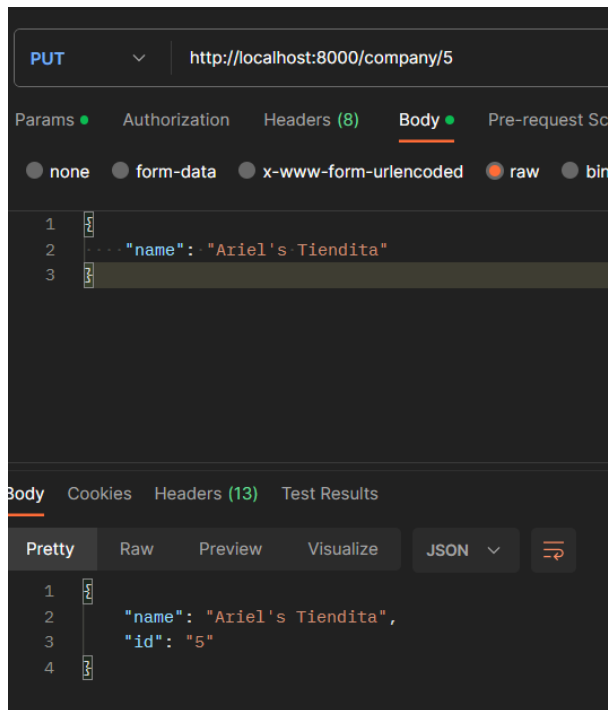 PUT http://localhost:8000/company/5
Params Authorization Headers (8) Body Pre-request Sc
none form-data x-www-form-urlencoded raw bin
1 {
2 "name": "Ariel's Tiendita"
3 }
Body Cookies Headers (13) Test Results
Pretty Raw Preview Visualize JSON
1 {
2 "name": "Ariel's Tiendita",
3 "id": "5"
4 }